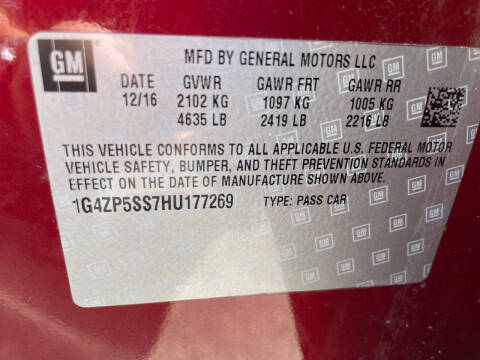 GM
MFD BY GENERAL MOTORS LLC
DATE GVWR GAWR FRT GAWR RR
12/16 2102 KG 1097 KG 1005 KG
4635 LB 2419 LB 2216 LB
THIS VEHICLE CONFORMS TO ALL APPLICABLE U.S. FEDERAL MOTOR
VEHICLE SAFETY, BUMPER, AND THEFT PREVENTION STANDARDS IN
EFFECT ON THE DATE OF MANUFACTURE SHOWN ABOVE.
1G4ZP5SS7HU177269 TYPE: PASS CAR